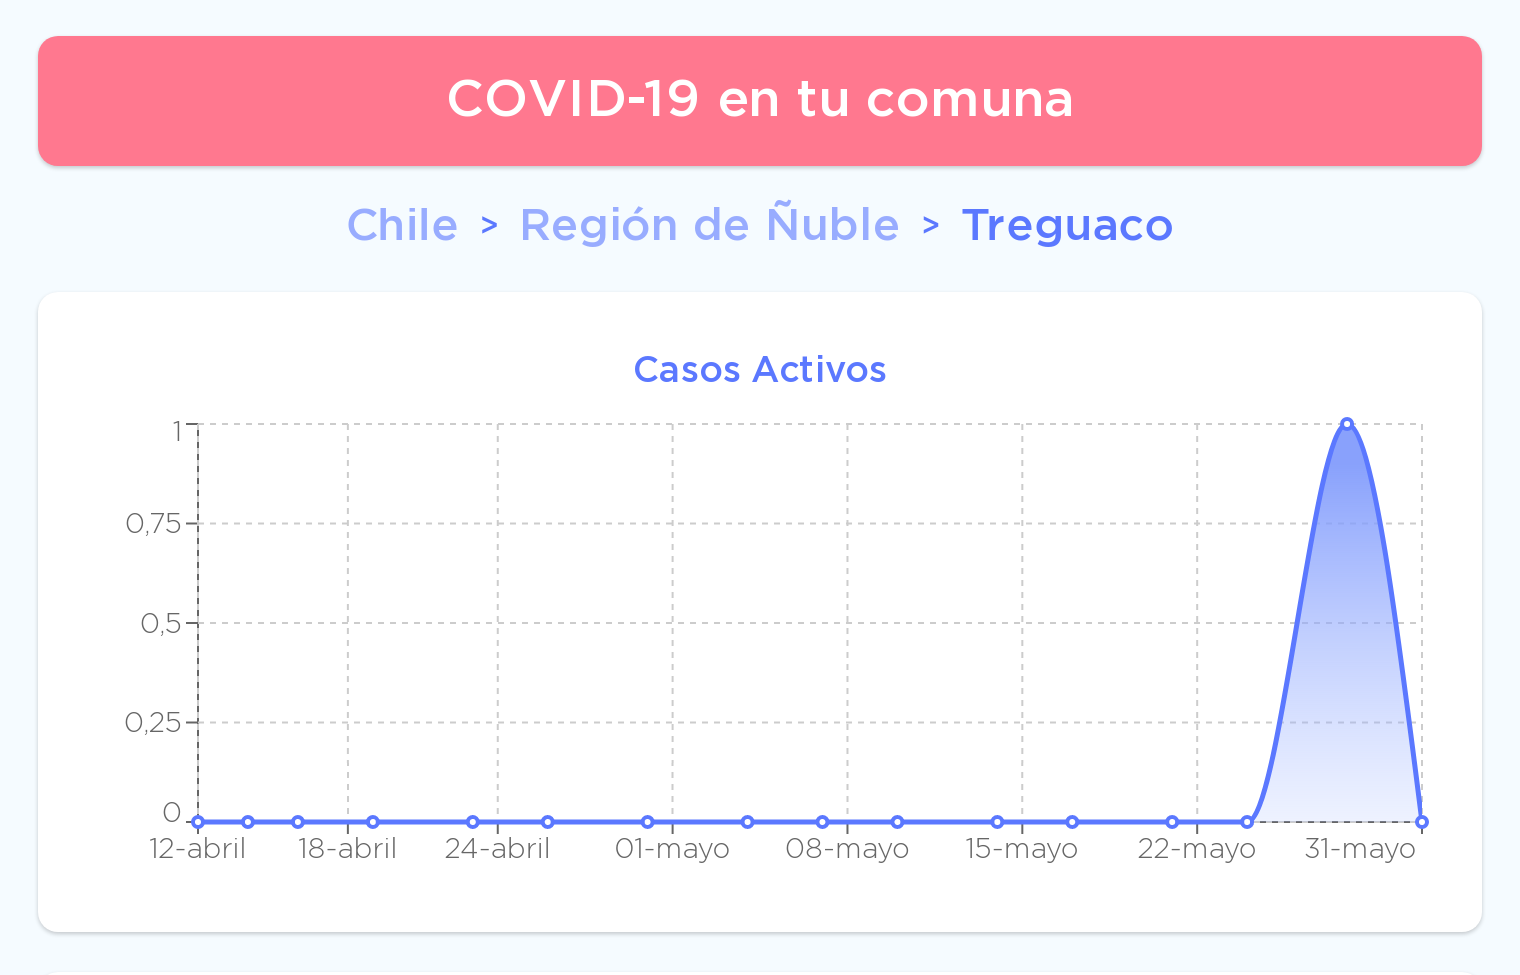 COVID-19 en tu comuna
Chile > Región de Ñuble > Treguaco
Casos Activos
1
0,75
0,5
0,25
0
12-abril 18-abril 24-abril 01-mayo 08-mayo 15-mayo 22-mayo 31-mayo